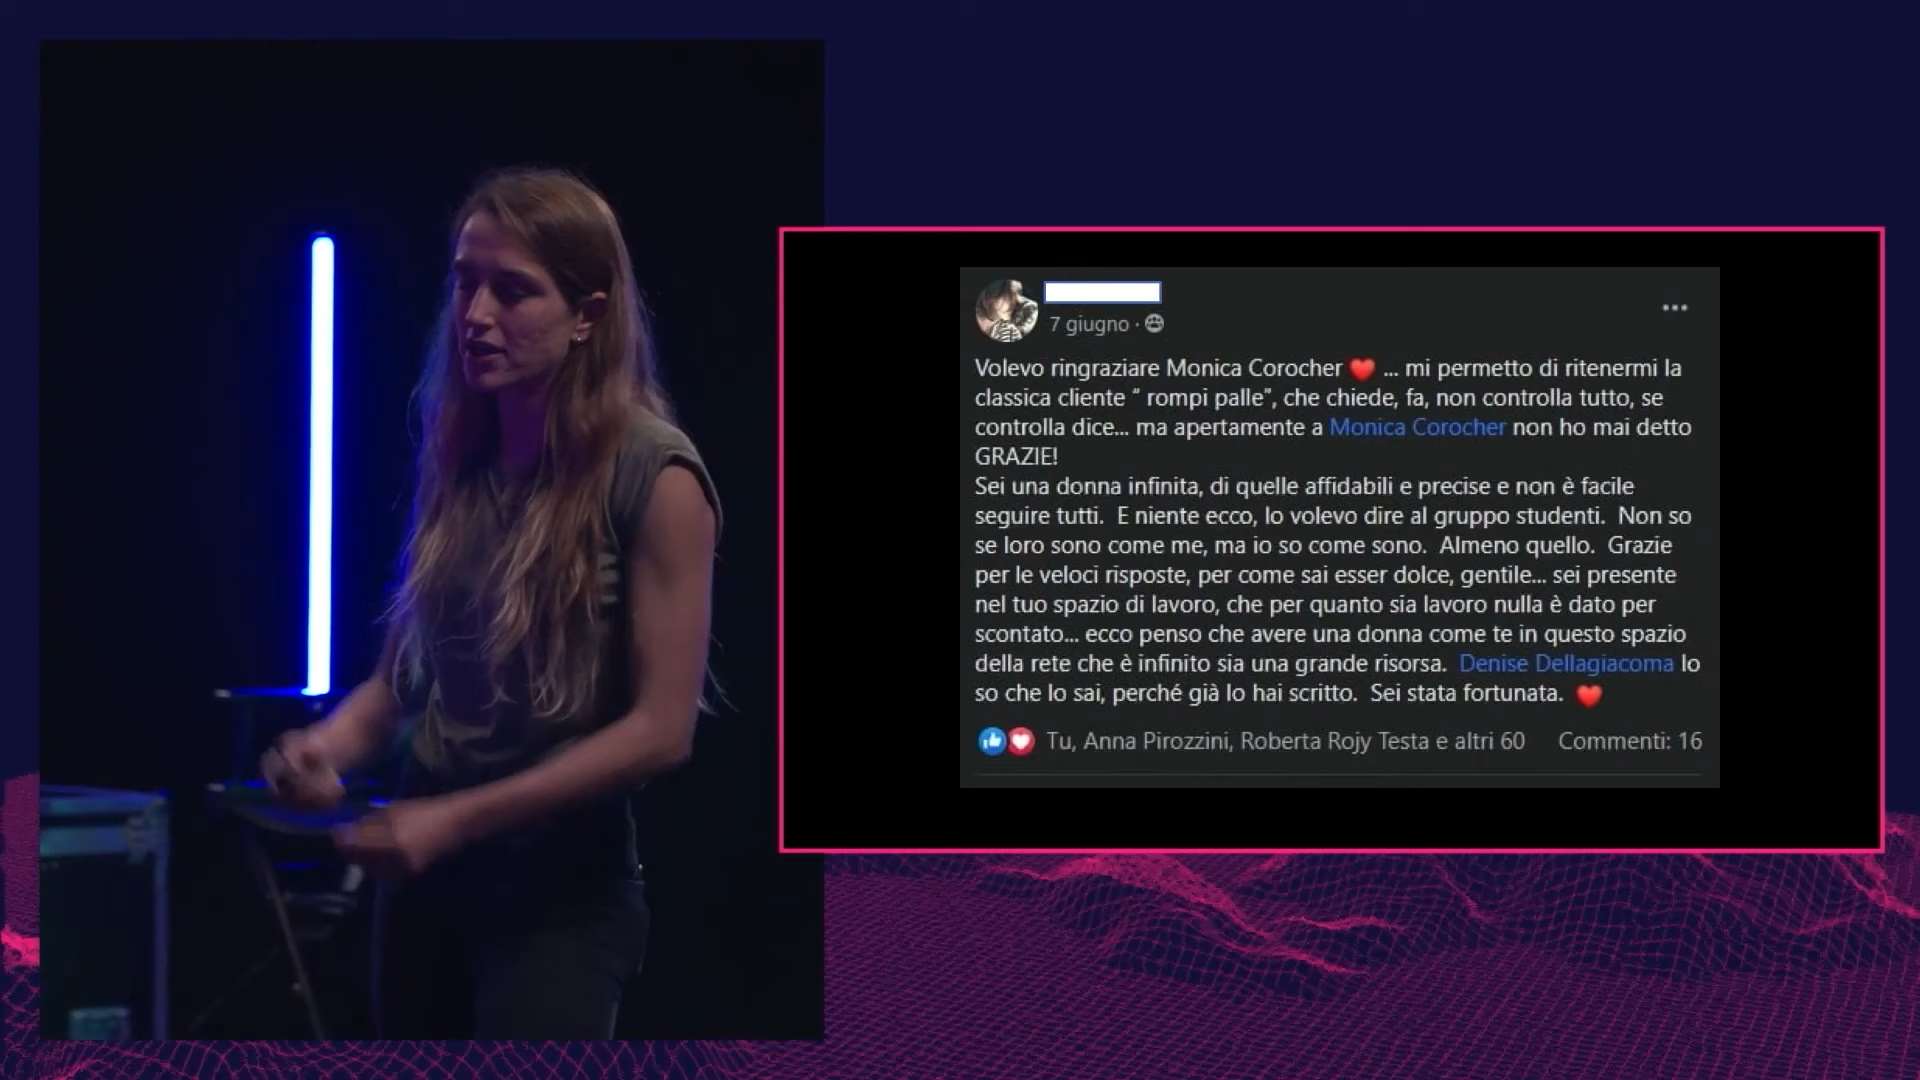 7 giugno ·
Volevo ringraziare Monica Corocher ❤️ ... mi permetto di ritenermi la
classica cliente “ rompi palle”, che chiede, fa, non controlla tutto, se
controlla dice... ma apertamente a Monica Corocher non ho mai detto
GRAZIE!
Sei una donna infinita, di quelle affidabili e precise e non è facile
seguire tutti.  E niente ecco, lo volevo dire al gruppo studenti.  Non so
se loro sono come me, ma io so come sono.  Almeno quello.  Grazie
per le veloci risposte, per come sai esser dolce, gentile... sei presente
nel tuo spazio di lavoro, che per quanto sia lavoro nulla è dato per
scontato... ecco penso che avere una donna come te in questo spazio
della rete che è infinito sia una grande risorsa.  Denise Dellagiacoma lo
so che lo sai, perché già lo hai scritto.  Sei stata fortunata. ❤️
Tu, Anna Pirozzini, Roberta Rojy Testa e altri 60 Commenti: 16